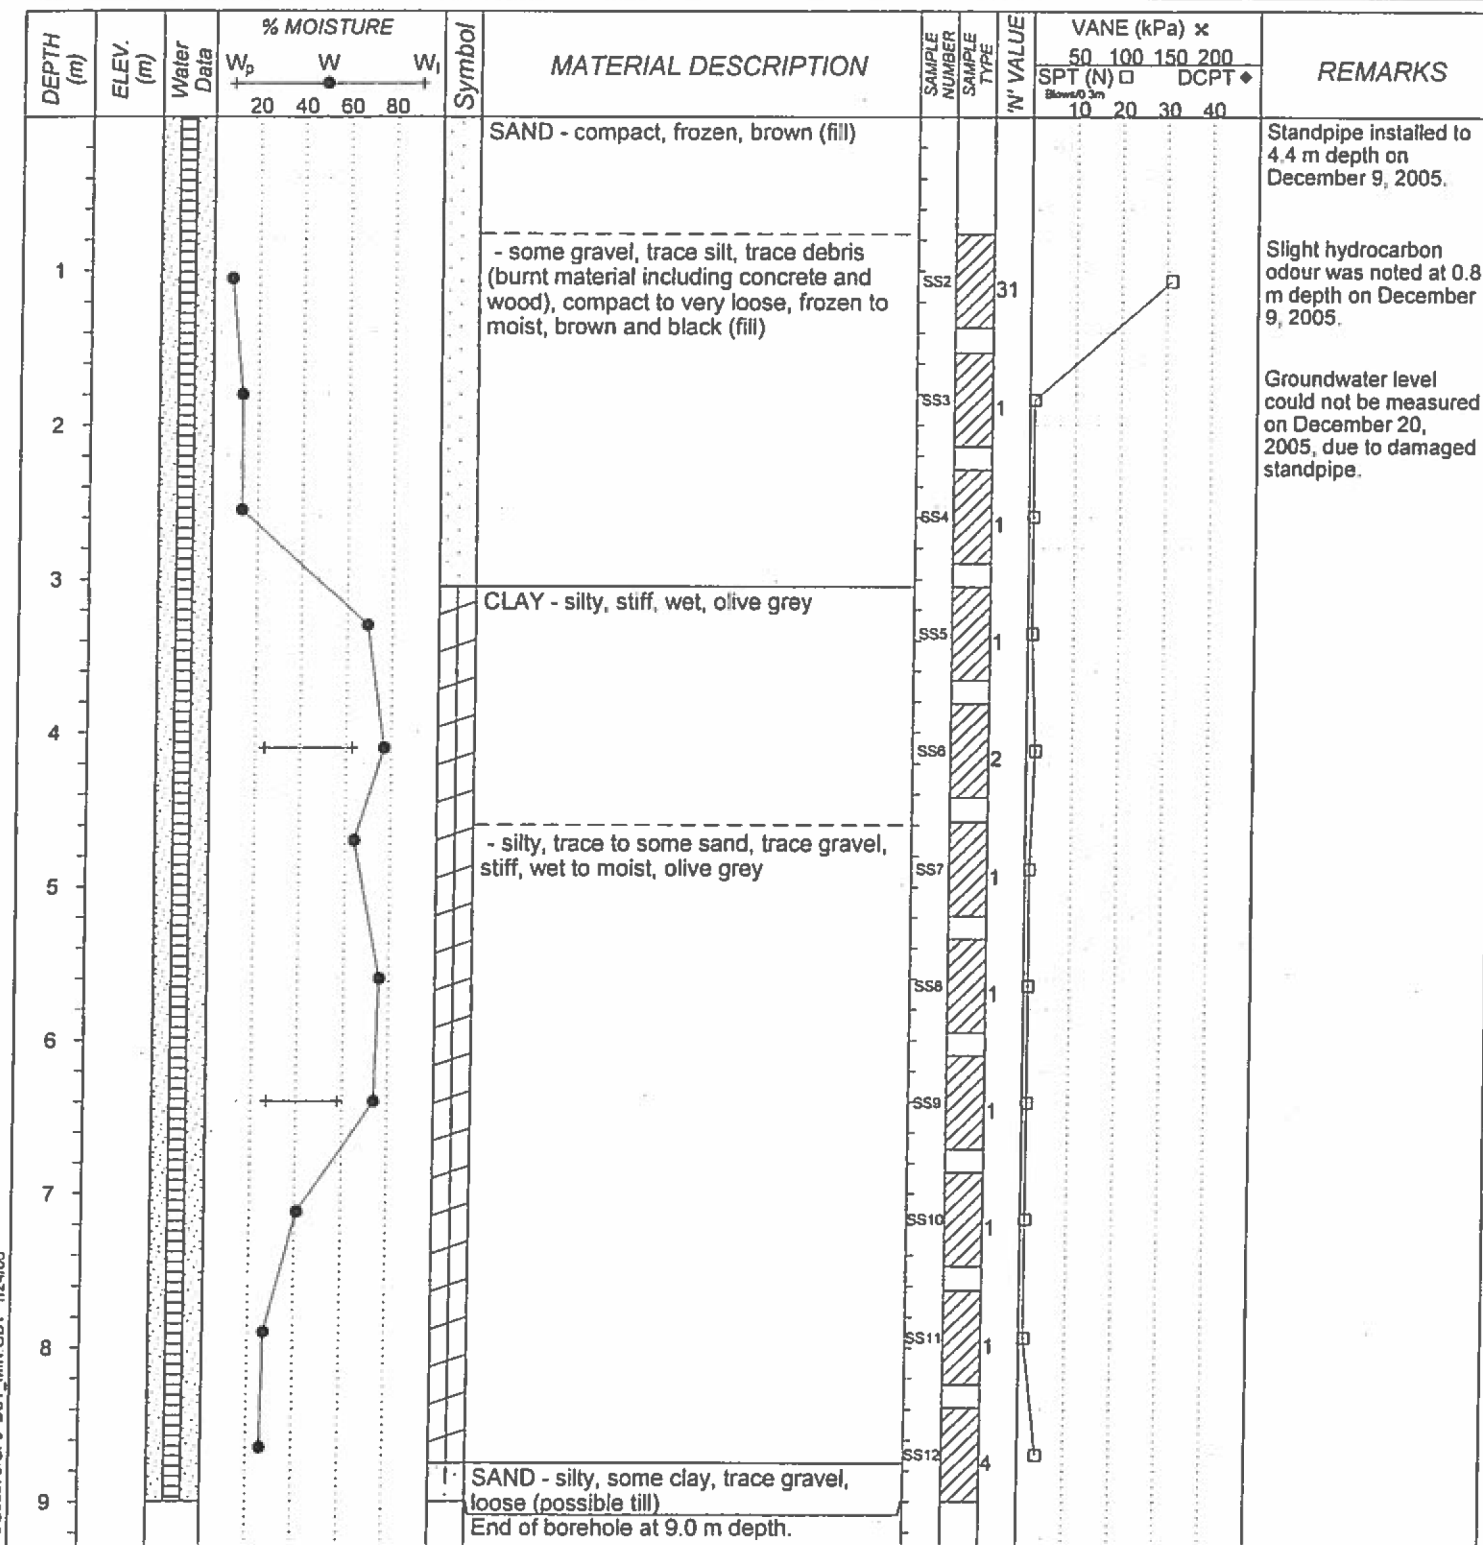 DEPTH (m)
ELEV. (m)
Water Data
% MOISTURE
Wp W Wl
20 40 60 80
Symbol
MATERIAL DESCRIPTION
SAMPLE NUMBER
SAMPLE TYPE
'N' VALUE
VANE (kPa) ×
50 100 150 200
SPT (N) □ DCPT ◆
Blows/0.3m
10 20 30 40
REMARKS
SAND - compact, frozen, brown (fill)
Standpipe installed to
4.4 m depth on
December 9, 2005.
- some gravel, trace silt, trace debris
(burnt material including concrete and
wood), compact to very loose, frozen to
moist, brown and black (fill)
Slight hydrocarbon
odour was noted at 0.8
m depth on December
9, 2005.
1
SS2 31
Groundwater level
could not be measured
on December 20,
2005, due to damaged
standpipe.
SS3 1
2
SS4 1
3
CLAY - silty, stiff, wet, olive grey
SS5 1
4
SS6 2
- silty, trace to some sand, trace gravel,
stiff, wet to moist, olive grey
SS7 1
5
SS8 1
6
SS9 1
7
SS10 1
8
SS11 1
SS12 4
SAND - silty, some clay, trace gravel,
loose (possible till)
9
End of borehole at 9.0 m depth.